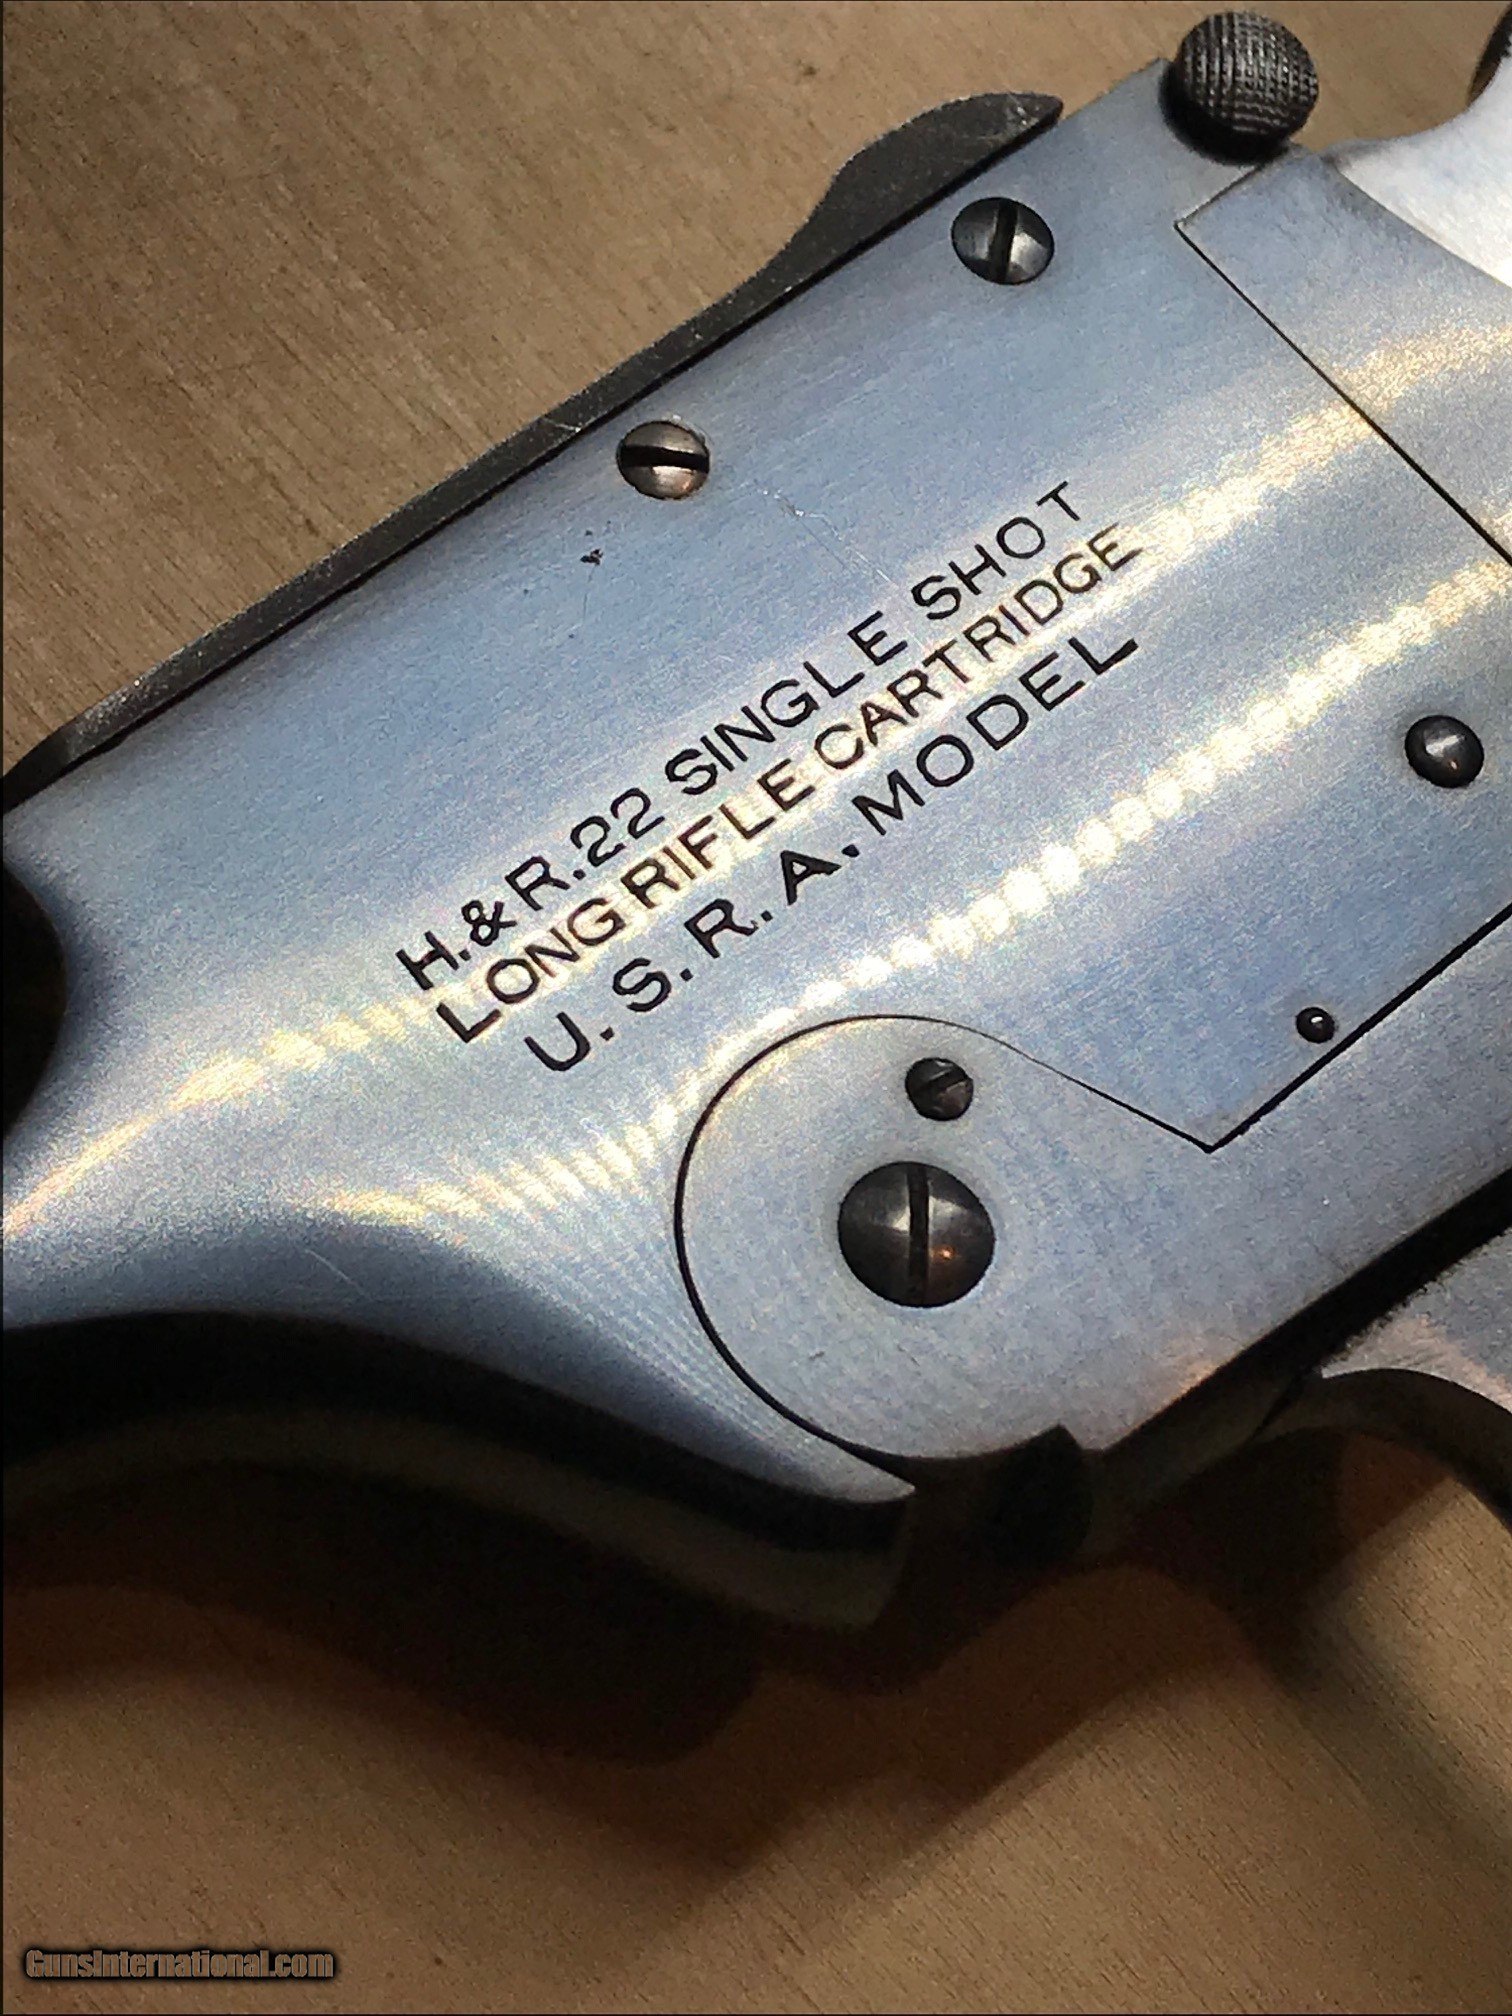 H.&R. 22 SINGLE SHOT
LONG RIFLE CARTRIDGE
U. S. R. A. MODEL
GunsInternational.com